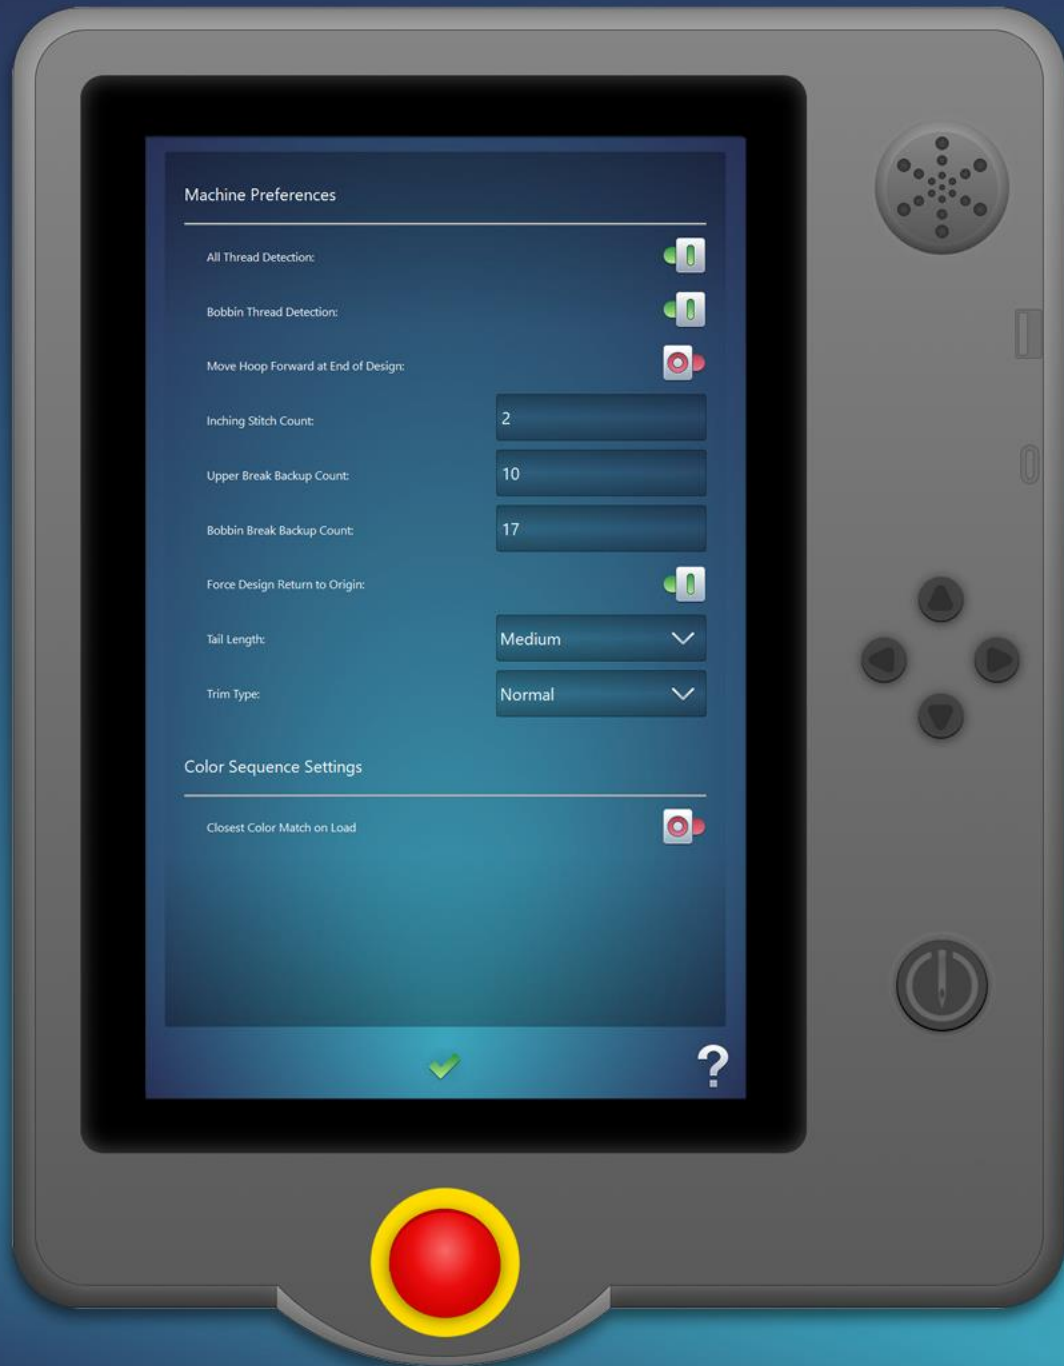 Machine Preferences
All Thread Detection:
Bobbin Thread Detection:
Move Hoop Forward at End of Design:
Inching Stitch Count: 2
Upper Break Backup Count: 10
Bobbin Break Backup Count: 17
Force Design Return to Origin:
Tail Length: Medium
Trim Type: Normal
Color Sequence Settings
Closest Color Match on Load
?